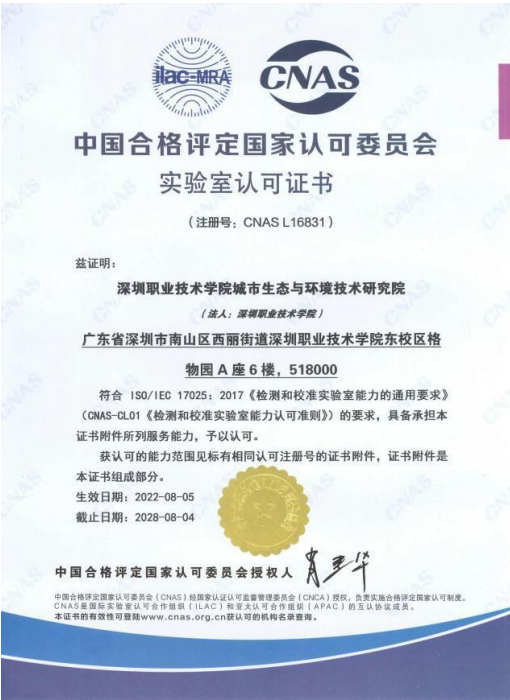 ilac-MRA
CNAS
中国合格评定国家认可委员会
实验室认可证书
（注册号：CNAS L16831）
兹证明：
深圳职业技术学院城市生态与环境技术研究院
（法人：深圳职业技术学院）
广东省深圳市南山区西丽街道深圳职业技术学院东校区格
物园 A 座 6 楼，518000
符合 ISO/IEC 17025：2017《检测和校准实验室能力的通用要求》
（CNAS-CL01《检测和校准实验室能力认可准则》）的要求，具备承担本
证书附件所列服务能力，予以认可。
获认可的能力范围见标有相同认可注册号的证书附件，证书附件是
本证书组成部分。
生效日期：2022-08-05
截止日期：2028-08-04
中国合格评定国家认可委员会授权人
中国合格评定国家认可委员会（CNAS）经国家认证认可监督管理委员会（CNCA）授权，负责实施合格评定国家认可制度。
CNAS是国际实验室认可合作组织（ILAC）和亚太认可合作组织（APAC）的互认协议成员。
本证书的有效性可登陆www.cnas.org.cn获认可的机构名录查询。